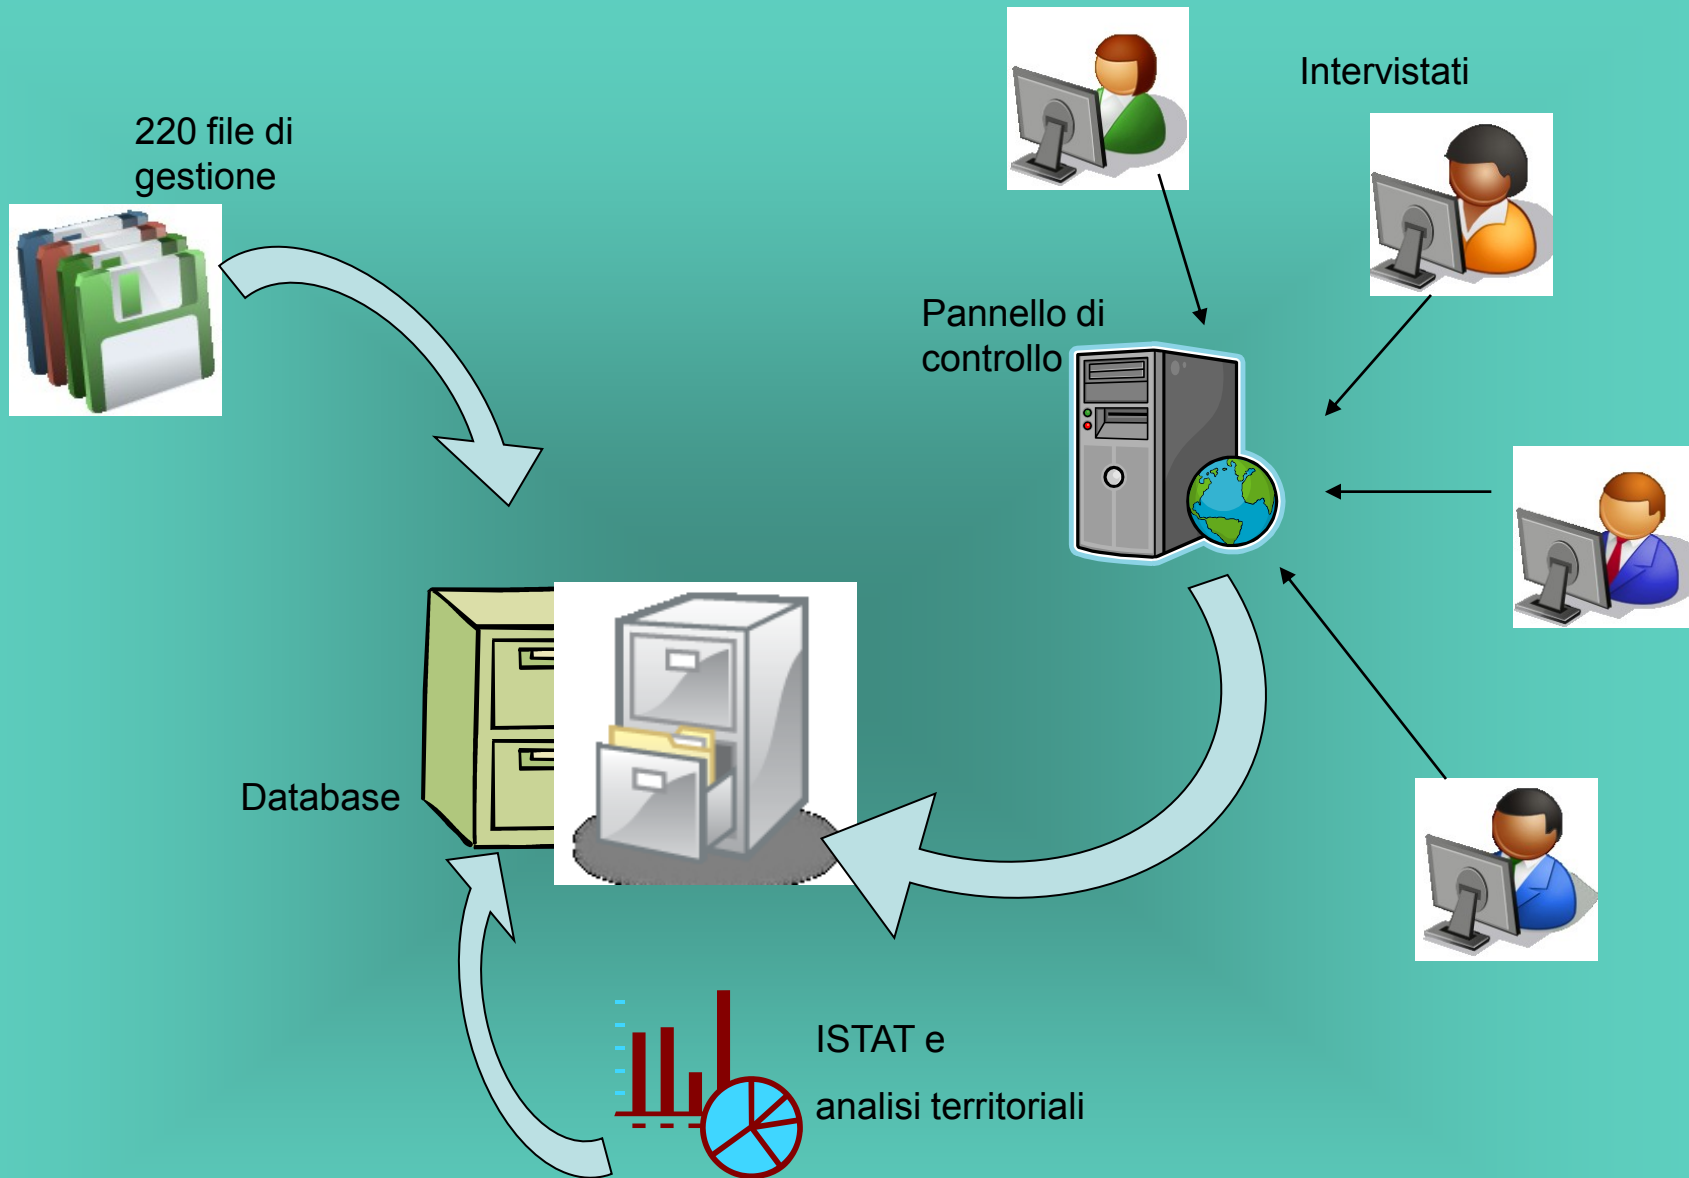 Intervistati
220 file di
gestione
Pannello di
controllo
Database
ISTAT e
analisi territoriali